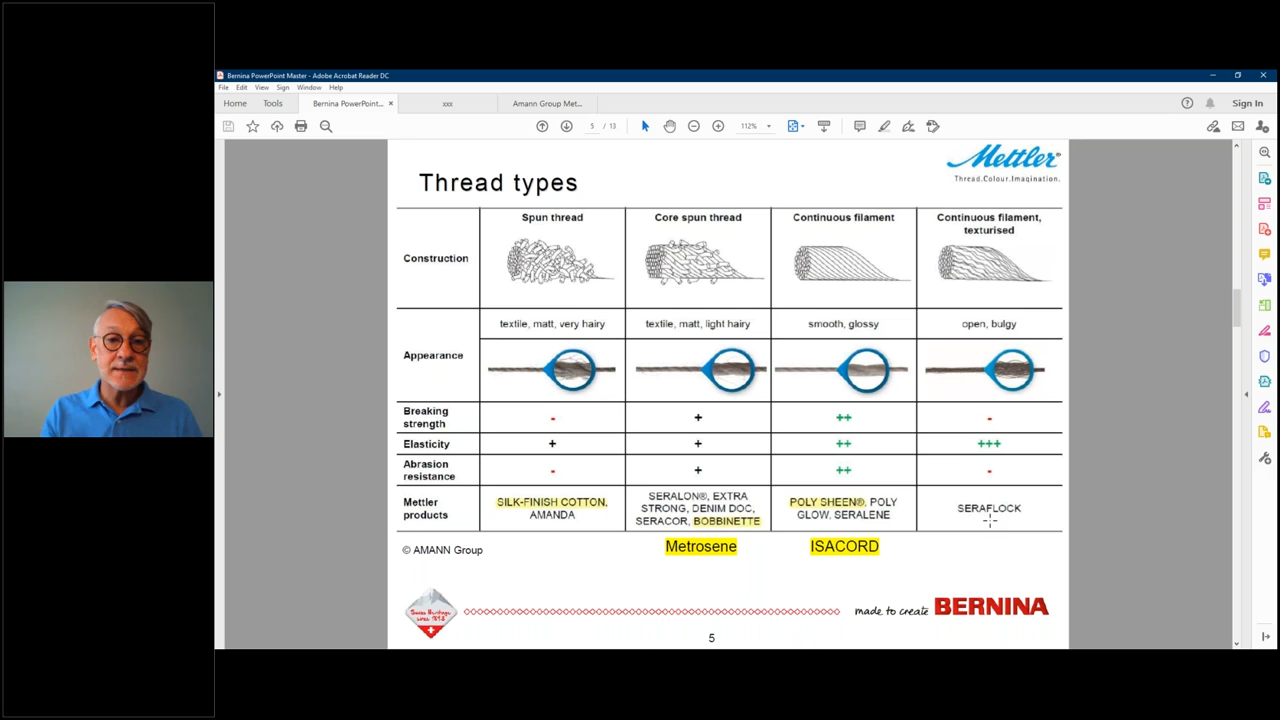 Bernina PowerPoint Master - Adobe Acrobat Reader DC
File Edit View Sign Window Help
Home Tools Bernina PowerPoint... × xxx Amann Group Met... Sign In
5 / 13 112%
Mettler®
Thread.Colour.Imagination.
Thread types
Spun thread Core spun thread Continuous filament Continuous filament,
texturised
Construction
textile, matt, very hairy textile, matt, light hairy smooth, glossy open, bulgy
Appearance
Breaking
strength - + ++ -
Elasticity + + ++ +++
Abrasion
resistance - + ++ -
Mettler
products
SILK-FINISH COTTON,
AMANDA
SERALON®, EXTRA
STRONG, DENIM DOC,
SERACOR, BOBBINETTE
POLY SHEEN®, POLY
GLOW, SERALENE
SERAFLOCK
© AMANN Group Metrosene ISACORD
Swiss Heritage
since 1893
made to create BERNINA
5